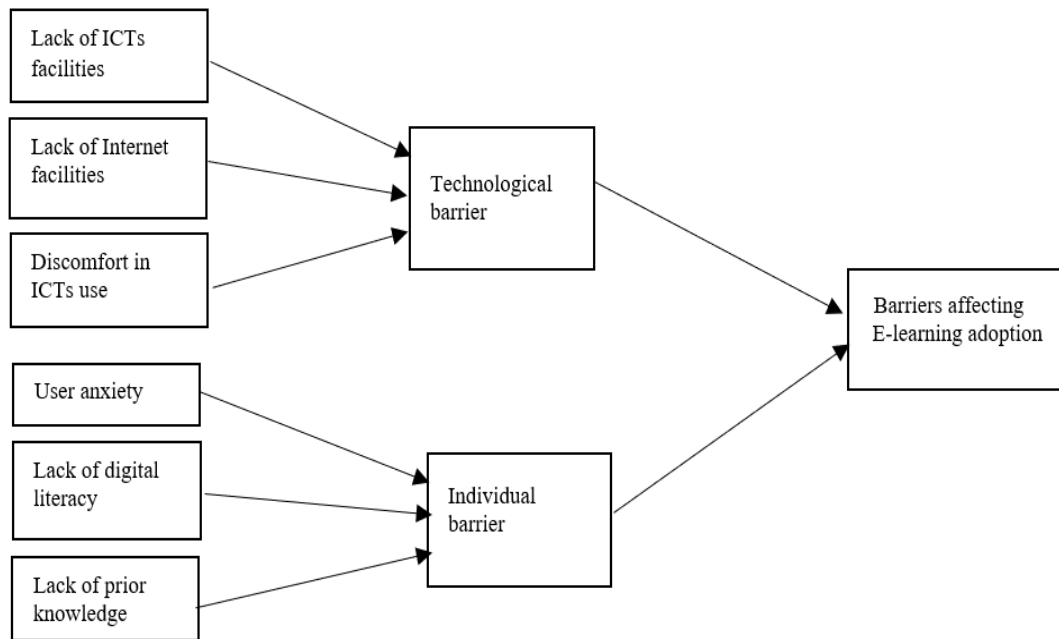 Lack of ICTs
facilities
Lack of Internet
facilities
Discomfort in
ICTs use
Technological
barrier
User anxiety
Lack of digital
literacy
Lack of prior
knowledge
Individual
barrier
Barriers affecting
E-learning adoption